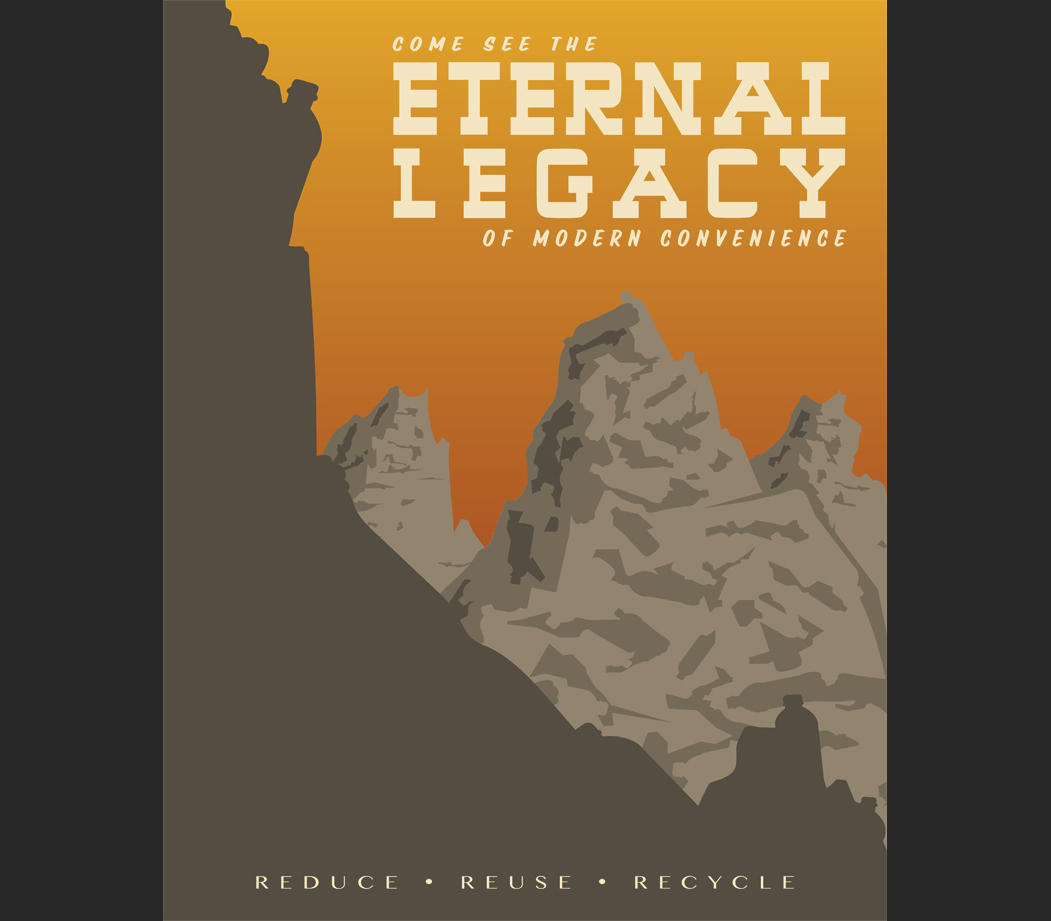 COME SEE THE
ETERNAL
LEGACY
OF MODERN CONVENIENCE
REDUCE • REUSE • RECYCLE